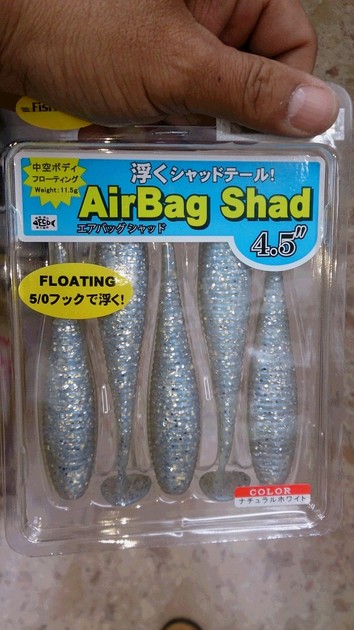 Fish
中空ボディ
フローティング
Weight: 11.5g
浮くシャッドテール!
AirBag Shad
エアバッグシャッド
4.5"
FLOATING
5/0フックで浮く!
COLOR
ナチュラルホワイト